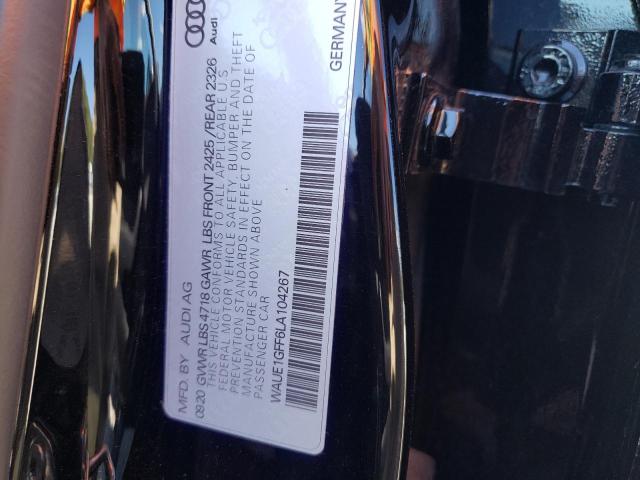 MFD. BY AUDI AG
09/20 GVWR LBS 4718 GAWR LBS FRONT 2425 / REAR 2326
THIS VEHICLE CONFORMS TO ALL APPLICABLE U.S.
FEDERAL MOTOR VEHICLE SAFETY, BUMPER AND THEFT
PREVENTION STANDARDS IN EFFECT ON THE DATE OF
MANUFACTURE SHOWN ABOVE
PASSENGER CAR
WAUE1GFF6LA104267
Audi
GERMANY